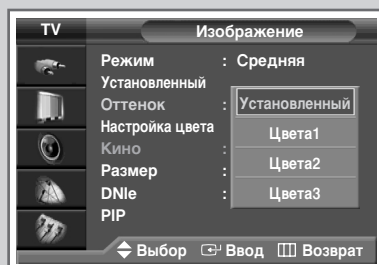 TV Изображение
Режим : Средняя
Установленный
Оттенок : Установленный
Настройка цвета Цвета1
Кино :
Размер : Цвета2
DNIe : Цвета3
PIP
Выбор Ввод Возврат